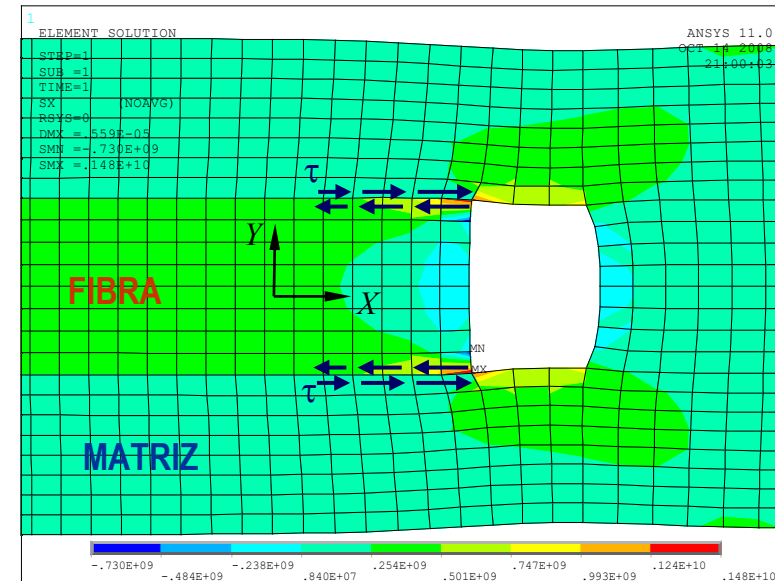 1
ELEMENT SOLUTION
ANSYS 11.0
OCT 14 2008
21:00:03
STEP=1
SUB =1
TIME=1
SX (NOAVG)
RSYS=0
DMX =.559E-05
SMN =-.730E+09
SMX =.148E+10
τ
Y
FIBRA
X
MN
MX
τ
MATRIZ
-.730E+09 -.238E+09 .254E+09 .747E+09 .124E+10
-.484E+09 .840E+07 .501E+09 .993E+09 .148E+10